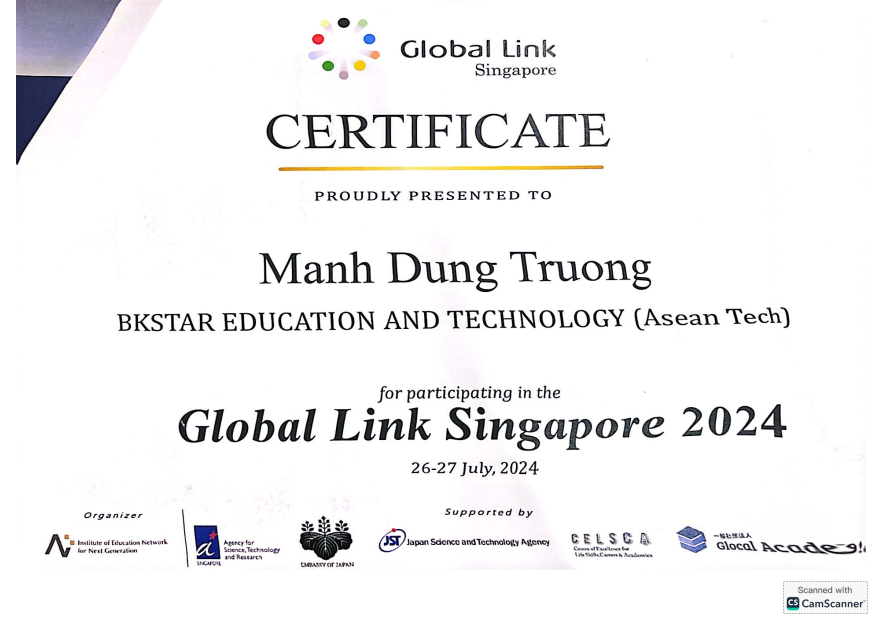 Global Link
Singapore
CERTIFICATE
PROUDLY PRESENTED TO
Manh Dung Truong
BKSTAR EDUCATION AND TECHNOLOGY (Asean Tech)
for participating in the
Global Link Singapore 2024
26-27 July, 2024
Organizer
Supported by
Institute of Education Network
for Next Generation
Agency for
Science, Technology
and Research
SINGAPORE
EMBASSY OF JAPAN
JST Japan Science and Technology Agency
CELSCA
Centre of Excellence for
Life Skills, Careers & Academics
一般社団法人
Glocal
Scanned with
CS CamScanner